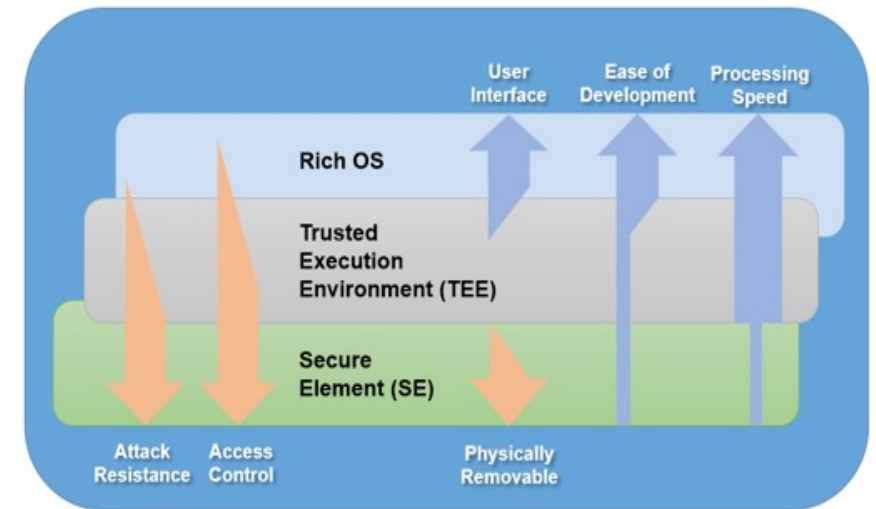 User
Interface
Ease of
Development
Processing
Speed
Rich OS
Trusted
Execution
Environment (TEE)
Secure
Element (SE)
Attack
Resistance
Access
Control
Physically
Removable